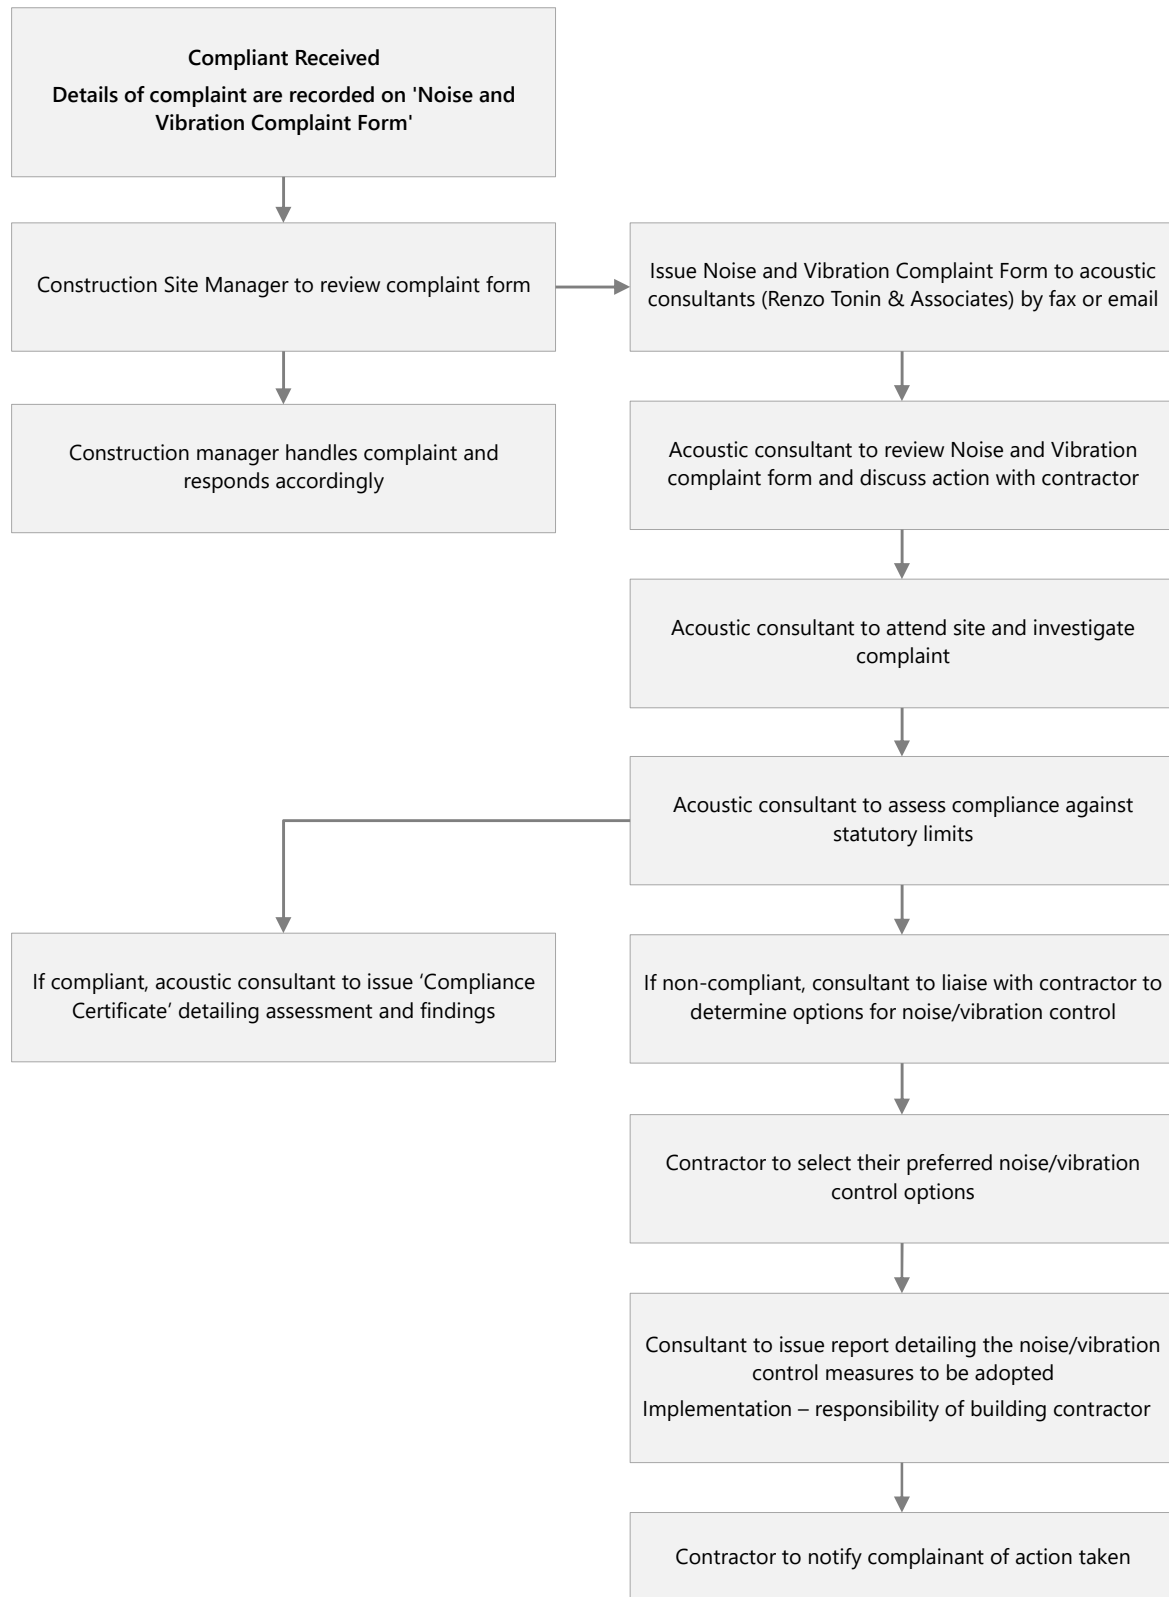 Compliant Received
Details of complaint are recorded on 'Noise and
Vibration Complaint Form'
Construction Site Manager to review complaint form
Issue Noise and Vibration Complaint Form to acoustic
consultants (Renzo Tonin & Associates) by fax or email
Construction manager handles complaint and
responds accordingly
Acoustic consultant to review Noise and Vibration
complaint form and discuss action with contractor
Acoustic consultant to attend site and investigate
complaint
Acoustic consultant to assess compliance against
statutory limits
If compliant, acoustic consultant to issue ‘Compliance
Certificate’ detailing assessment and findings
If non-compliant, consultant to liaise with contractor to
determine options for noise/vibration control
Contractor to select their preferred noise/vibration
control options
Consultant to issue report detailing the noise/vibration
control measures to be adopted
Implementation – responsibility of building contractor
Contractor to notify complainant of action taken